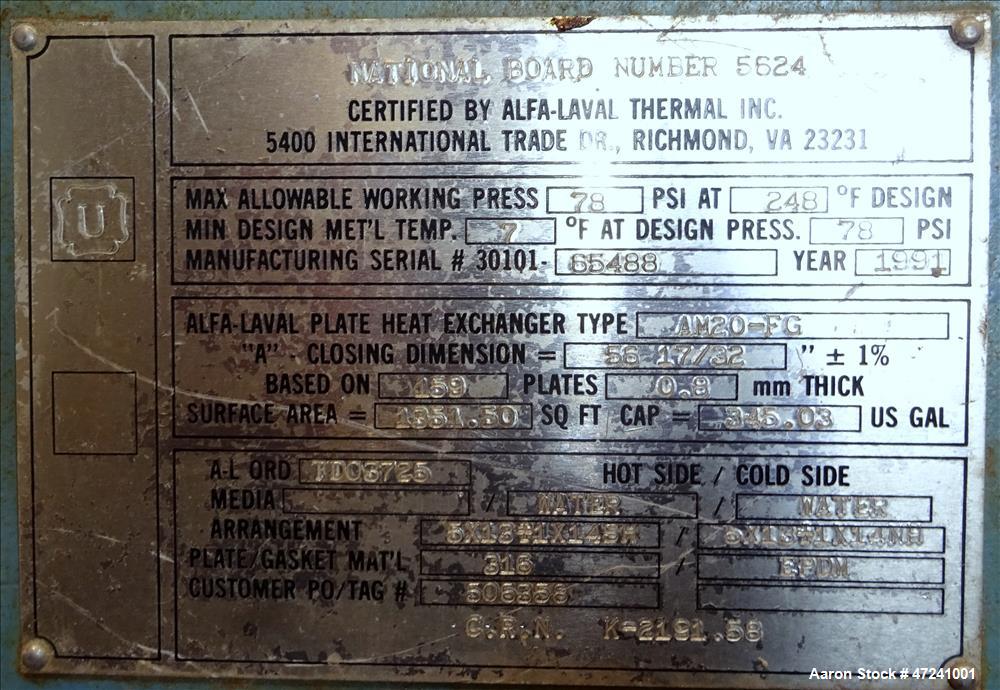 NATIONAL BOARD NUMBER 5624
CERTIFIED BY ALFA-LAVAL THERMAL INC.
5400 INTERNATIONAL TRADE DR., RICHMOND, VA 23231
U
MAX ALLOWABLE WORKING PRESS 78 PSI AT 248 °F DESIGN
MIN DESIGN MET'L TEMP. 7 °F AT DESIGN PRESS. 78 PSI
MANUFACTURING SERIAL # 30101- 65488 YEAR 1991
ALFA-LAVAL PLATE HEAT EXCHANGER TYPE AM20-FG
"A" - CLOSING DIMENSION = 56 17/32 " ± 1%
BASED ON 159 PLATES 0.8 mm THICK
SURFACE AREA = 1351.50 SQ FT CAP = 345.03 US GAL
A-L ORD HOT SIDE / COLD SIDE
MEDIA / WATER / WATER
ARRANGEMENT /
PLATE/GASKET MAT'L 316 / EPDM
CUSTOMER PO/TAG # 506356
C.R.N. K-2191.56
Aaron Stock # 47241001